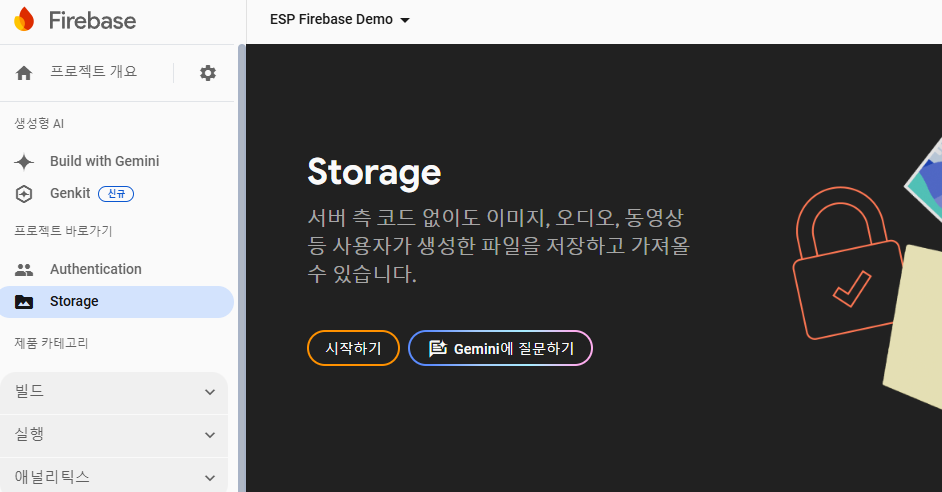 Firebase
ESP Firebase Demo
프로젝트 개요
생성형 AI
Build with Gemini
Genkit 신규
프로젝트 바로가기
Authentication
Storage
제품 카테고리
빌드
실행
애널리틱스
Storage
서버 측 코드 없이도 이미지, 오디오, 동영상
등 사용자가 생성한 파일을 저장하고 가져올
수 있습니다.
시작하기
Gemini에 질문하기